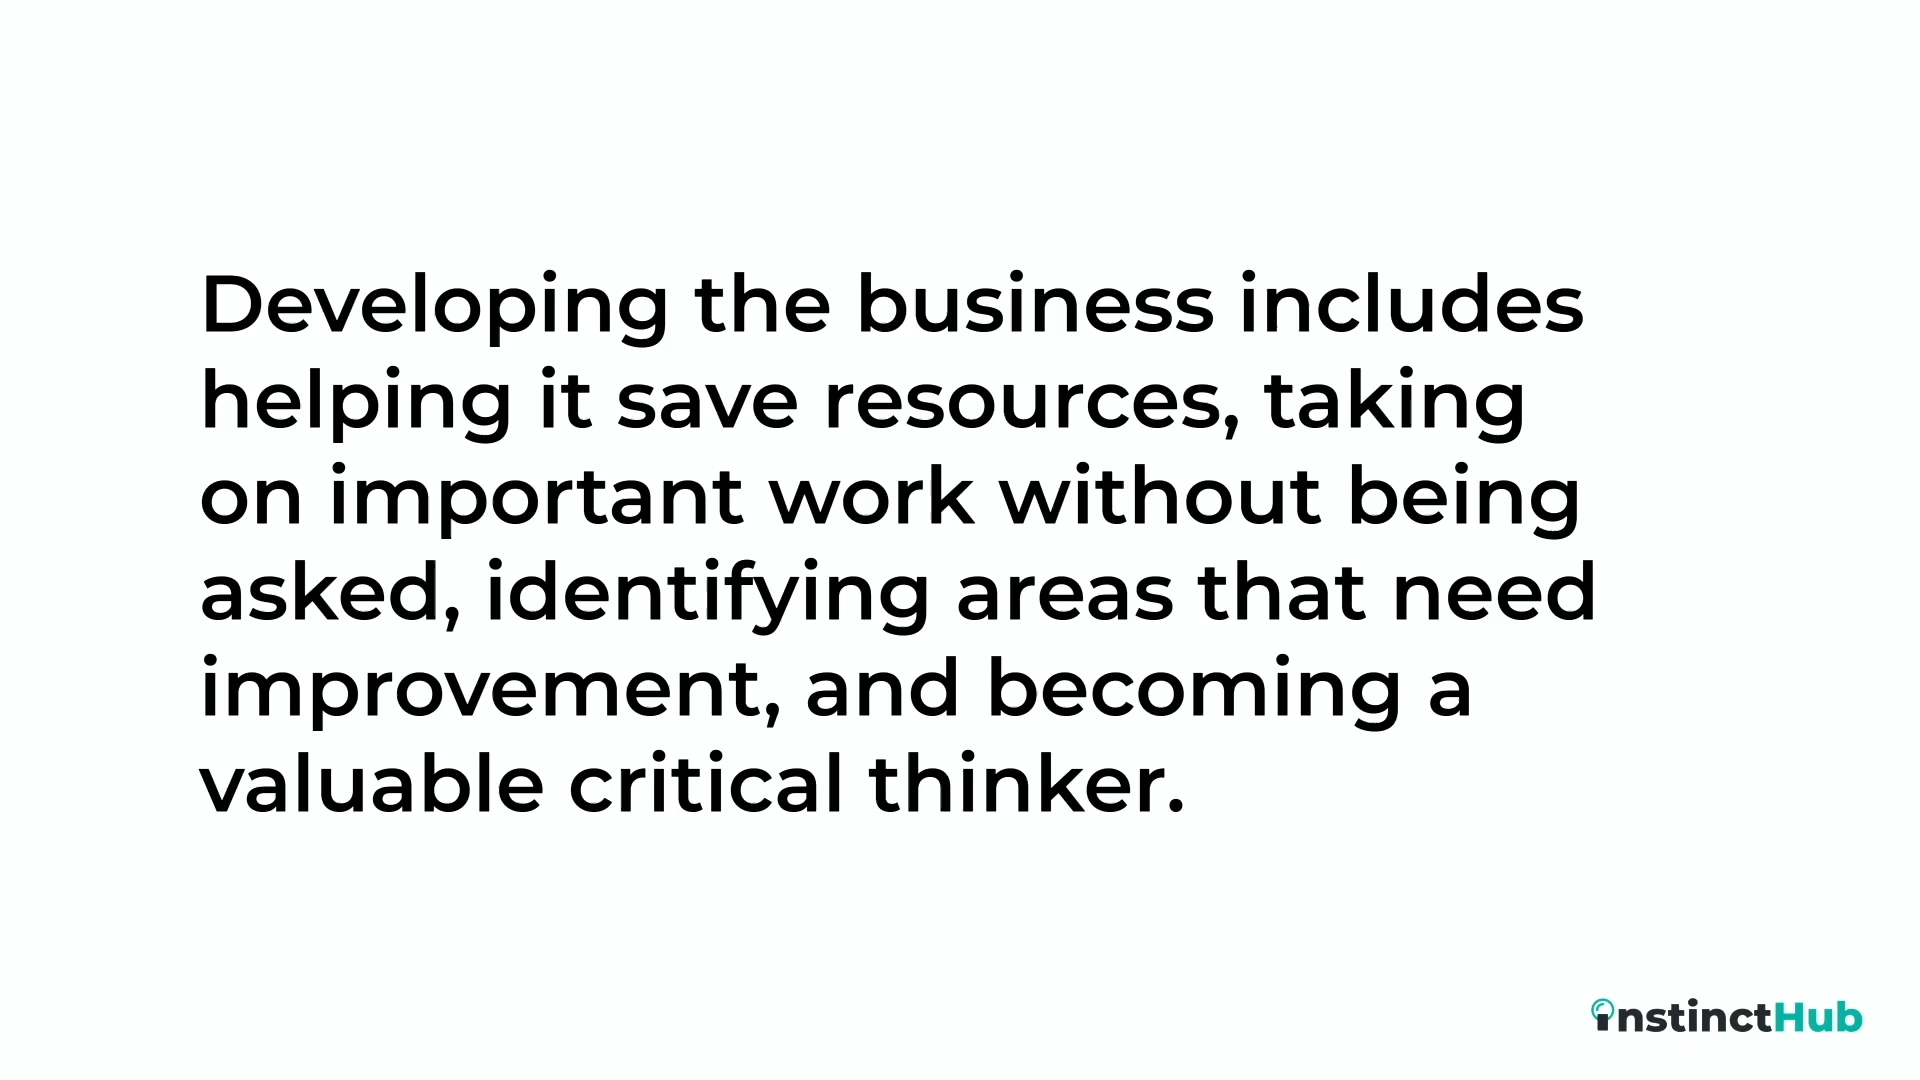 Developing the business includes
helping it save resources, taking
on important work without being
asked, identifying areas that need
improvement, and becoming a
valuable critical thinker.
instinctHub